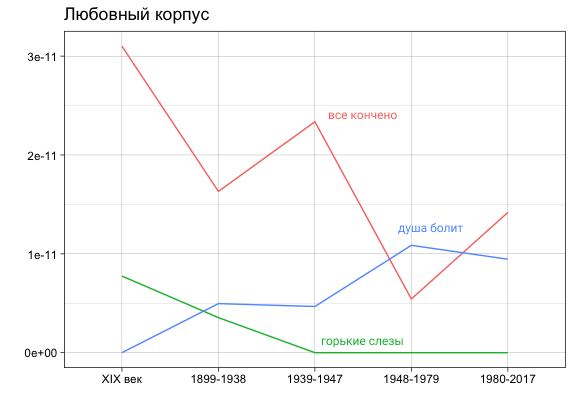 Любовный корпус
3e-11
все кончено
2e-11
душа болит
1e-11
горькие слезы
0e+00
XIX век 1899-1938 1939-1947 1948-1979 1980-2017